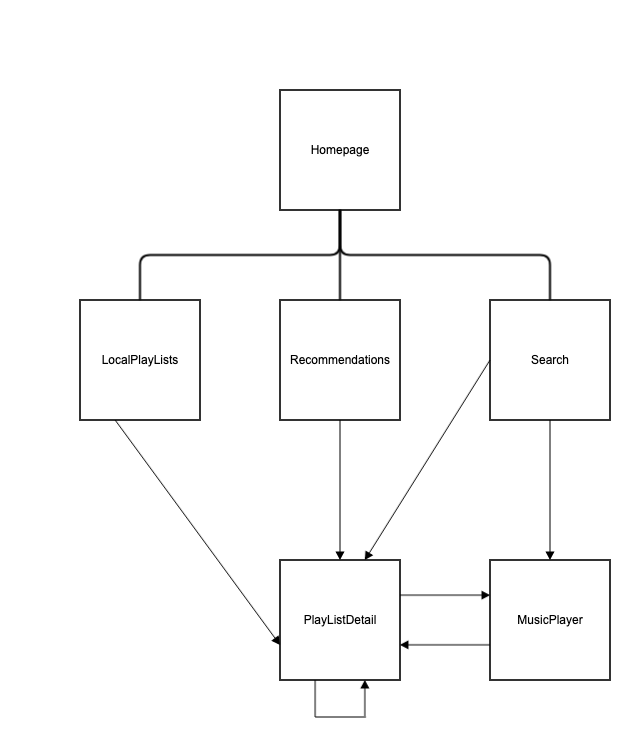 Homepage
LocalPlayLists
Recommendations
Search
PlayListDetail
MusicPlayer